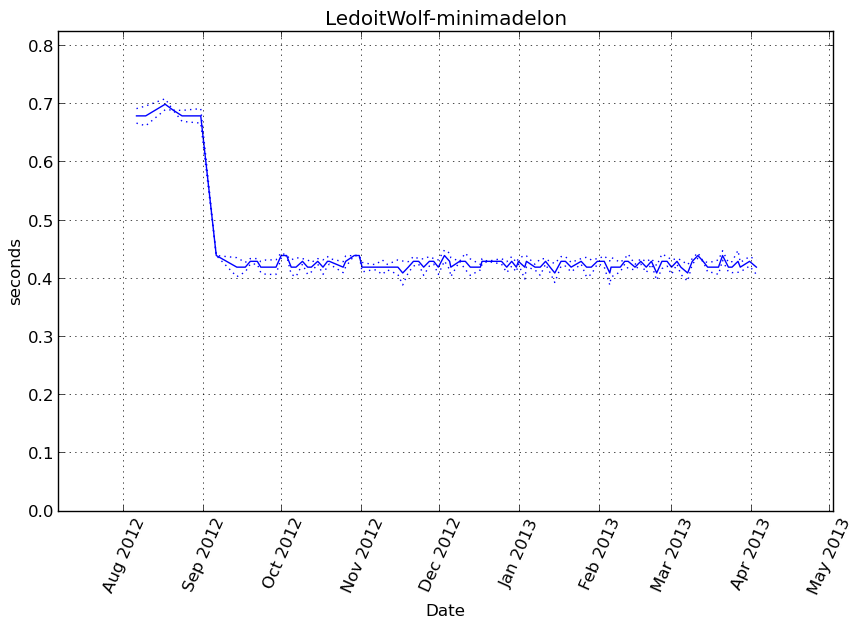 LedoitWolf-minimadelon
0.8
0.7
0.6
0.5
0.4
0.3
0.2
0.1
0.0
seconds
Aug 2012
Sep 2012
Oct 2012
Nov 2012
Dec 2012
Jan 2013
Feb 2013
Mar 2013
Apr 2013
May 2013
Date